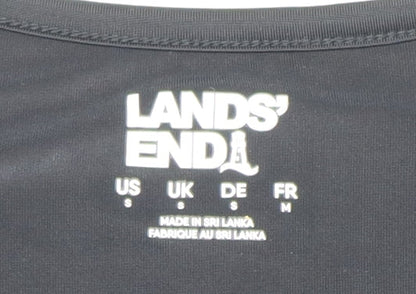 LANDS'
END
US UK DE FR
S S S M
MADE IN SRI LANKA
FABRIQUE AU SRI LANKA